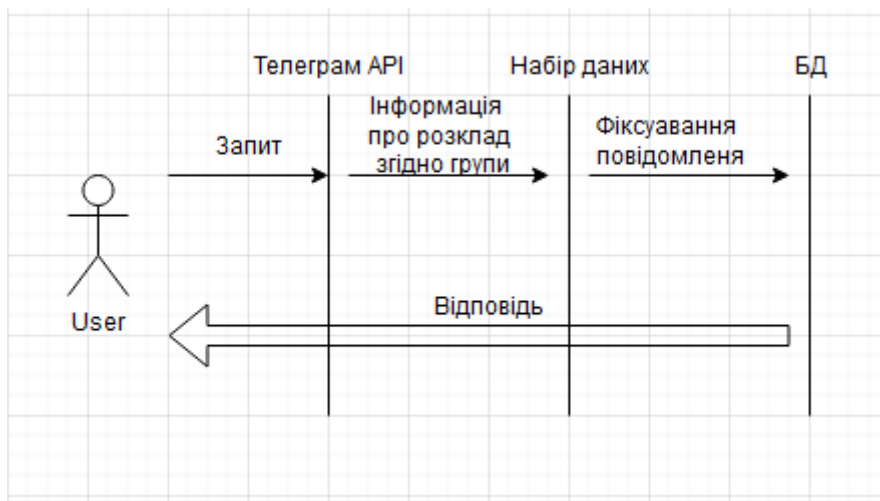 Телеграм API
Набір даних
БД
Запит
Інформація
про розклад
згідно групи
Фіксуавання
повідомленя
User
Відповідь